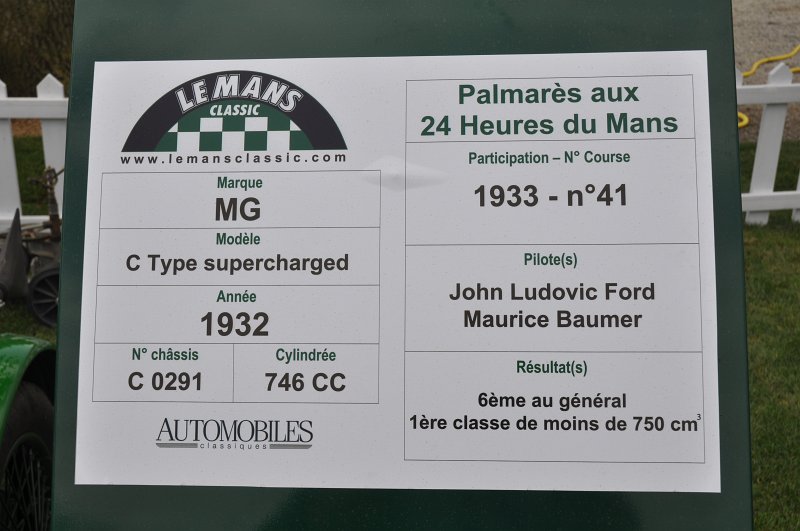 LE MANS
CLASSIC
www.lemansclassic.com
Marque
MG
Modèle
C Type supercharged
Année
1932
N° châssis
C 0291
Cylindrée
746 CC
AUTOMOBILES
classiques
Palmarès aux
24 Heures du Mans
Participation – N° Course
1933 - n°41
Pilote(s)
John Ludovic Ford
Maurice Baumer
Résultat(s)
6ème au général
1ère classe de moins de 750 cm³